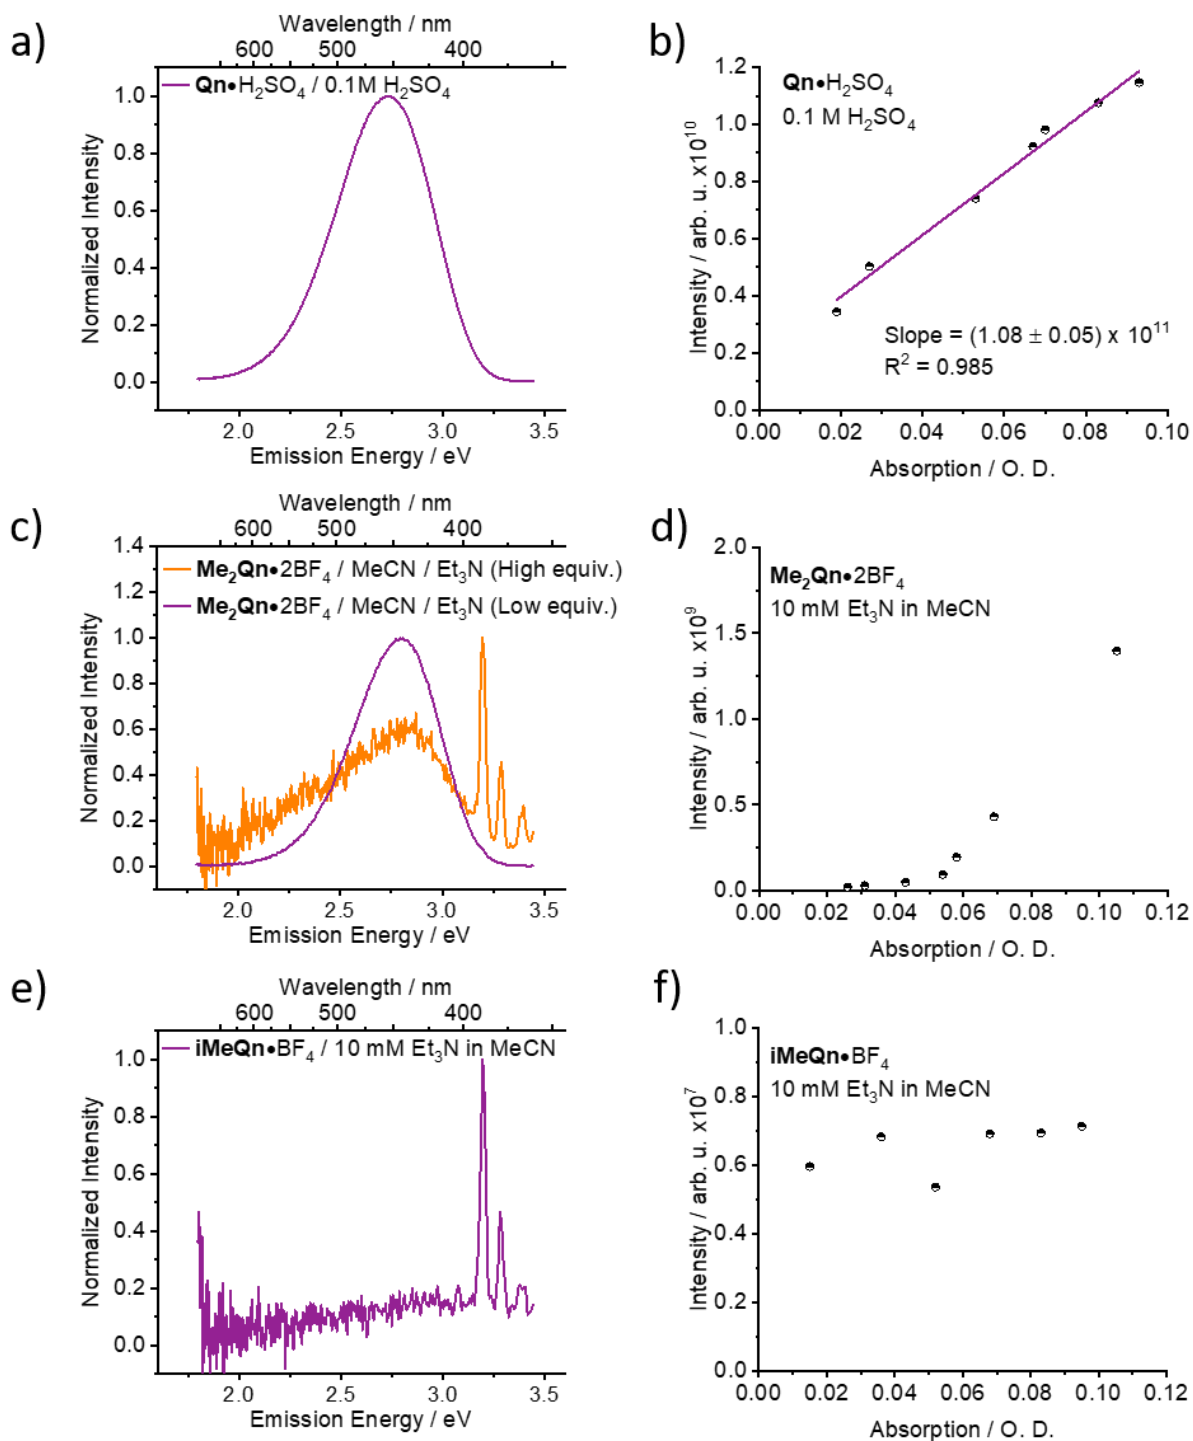 a)
Wavelength / nm
600 500 400
Qn•H₂SO₄ / 0.1M H₂SO₄
Normalized Intensity
1.0
0.8
0.6
0.4
0.2
0.0
2.0 2.5 3.0 3.5
Emission Energy / eV
b)
Qn•H₂SO₄
0.1 M H₂SO₄
Intensity / arb. u. x10¹⁰
1.2
1.0
0.8
0.6
0.4
0.2
0.0
Slope = (1.08 ± 0.05) x 10¹¹
R² = 0.985
0.00 0.02 0.04 0.06 0.08 0.10
Absorption / O. D.
c)
Wavelength / nm
600 500 400
Me₂Qn•2BF₄ / MeCN / Et₃N (High equiv.)
Me₂Qn•2BF₄ / MeCN / Et₃N (Low equiv.)
Normalized Intensity
1.4
1.2
1.0
0.8
0.6
0.4
0.2
0.0
2.0 2.5 3.0 3.5
Emission Energy / eV
d)
Me₂Qn•2BF₄
10 mM Et₃N in MeCN
Intensity / arb. u. x10⁹
2.0
1.5
1.0
0.5
0.0
0.00 0.02 0.04 0.06 0.08 0.10 0.12
Absorption / O. D.
e)
Wavelength / nm
600 500 400
iMeQn•BF₄ / 10 mM Et₃N in MeCN
Normalized Intensity
1.0
0.8
0.6
0.4
0.2
0.0
2.0 2.5 3.0 3.5
Emission Energy / eV
f)
iMeQn•BF₄
10 mM Et₃N in MeCN
Intensity / arb. u. x10⁷
1.0
0.8
0.6
0.4
0.2
0.0
0.00 0.02 0.04 0.06 0.08 0.10 0.12
Absorption / O. D.